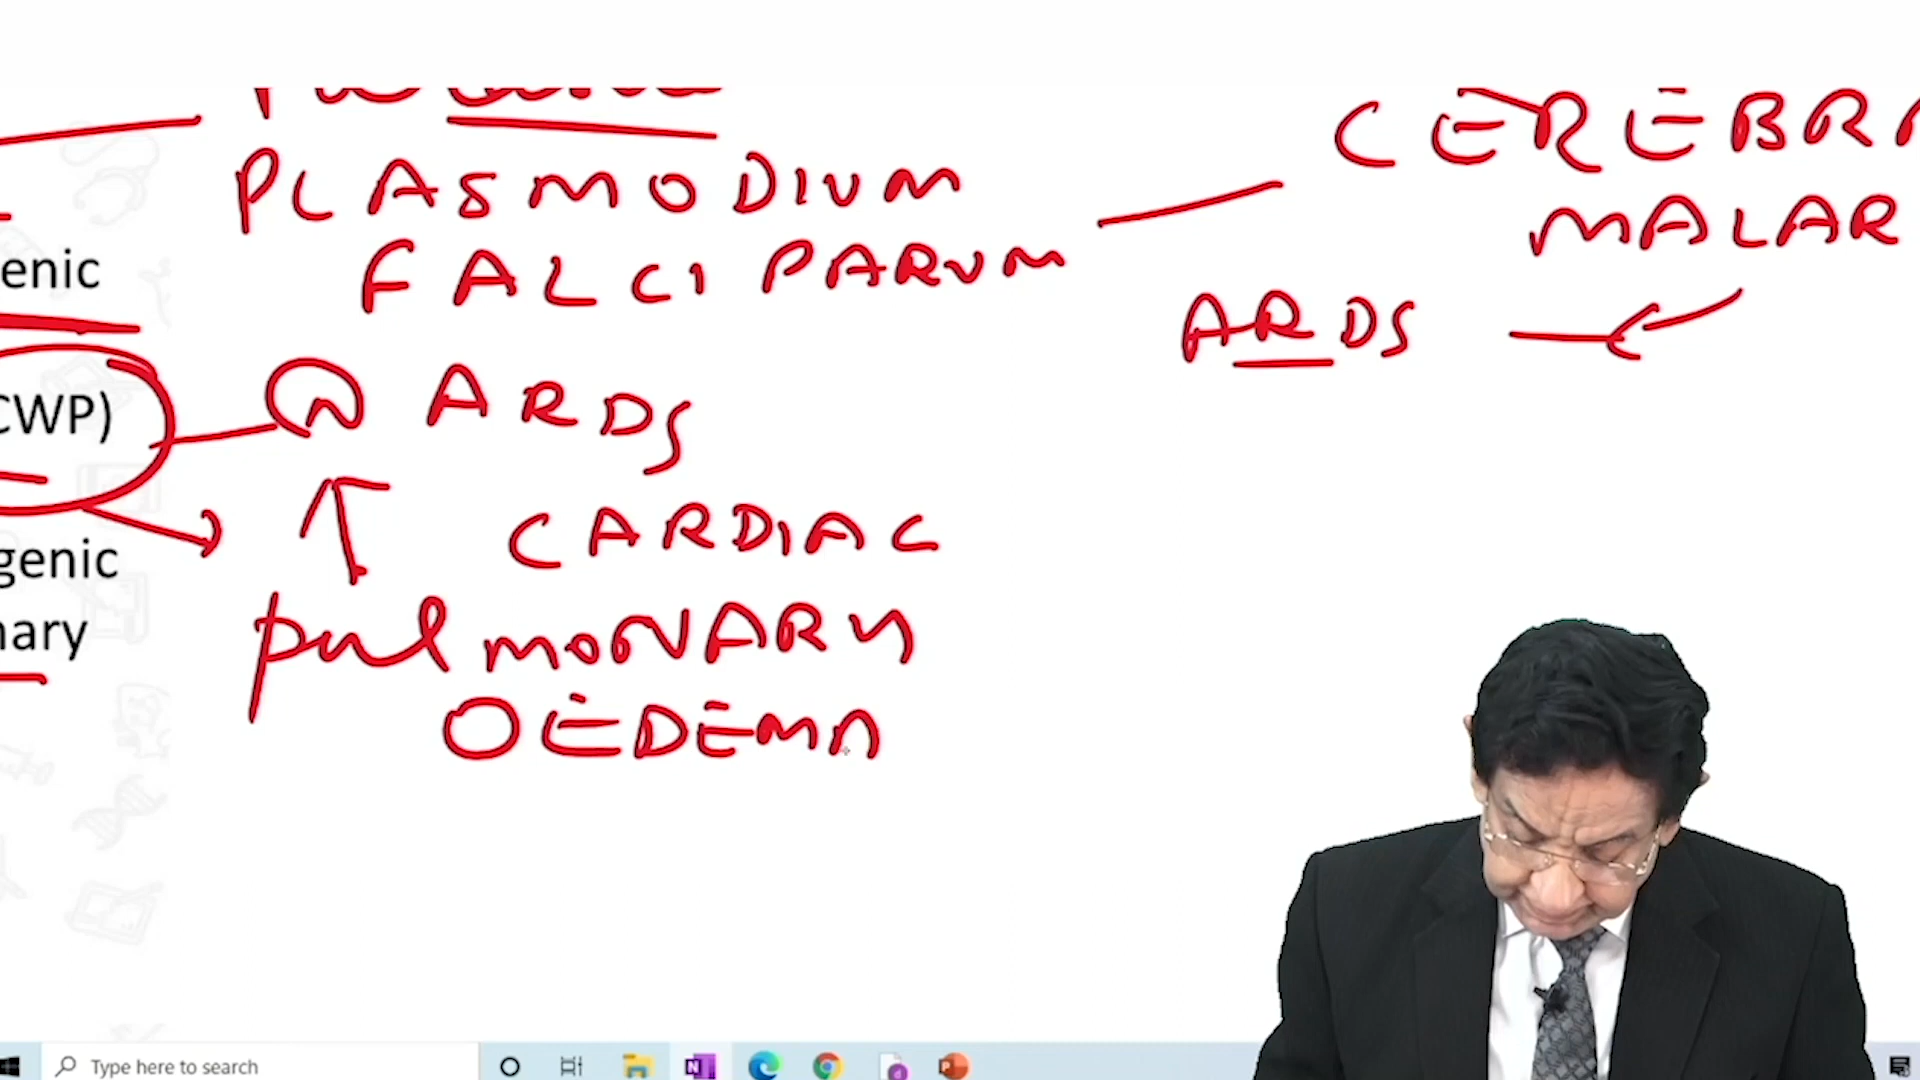 PLASMODIUM
FALCIPARUM
CEREBRA
MALAR
ARDS
enic
CWP)
N ARDS
CARDIAC
genic
pulmonary
nary
OEDEMA
Type here to search